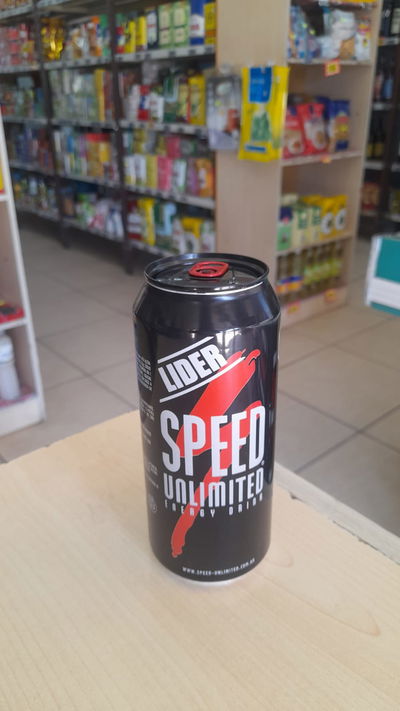 LIDER
SPEED
UNLIMITED
ENERGY DRINK
WWW.SPEED-UNLIMITED.COM.AR